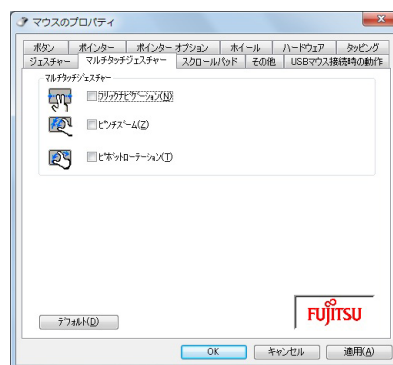 マウスのプロパティ
ボタン ポインター ポインター オプション ホイール ハードウェア タッピング
ジェスチャー マルチタッチジェスチャー スクロールパッド その他 USBマウス接続時の動作
マルチタッチジェスチャー
フリックナビゲーション(N)
ピンチズーム(Z)
ピボットローテーション(T)
FUJITSU
デフォルト(D)
OK キャンセル 適用(A)